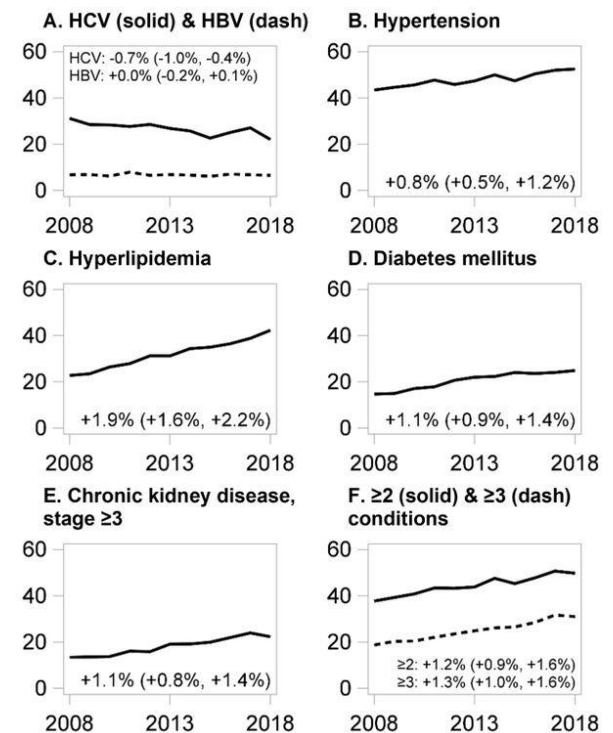 A. HCV (solid) & HBV (dash)
60
40
20
0
HCV: -0.7% (-1.0%, -0.4%)
HBV: +0.0% (-0.2%, +0.1%)
2008 2013 2018
B. Hypertension
60
40
20
0
+0.8% (+0.5%, +1.2%)
2008 2013 2018
C. Hyperlipidemia
60
40
20
0
+1.9% (+1.6%, +2.2%)
2008 2013 2018
D. Diabetes mellitus
60
40
20
0
+1.1% (+0.9%, +1.4%)
2008 2013 2018
E. Chronic kidney disease,
stage ≥3
60
40
20
0
+1.1% (+0.8%, +1.4%)
2008 2013 2018
F. ≥2 (solid) & ≥3 (dash)
conditions
60
40
20
0
≥2: +1.2% (+0.9%, +1.6%)
≥3: +1.3% (+1.0%, +1.6%)
2008 2013 2018